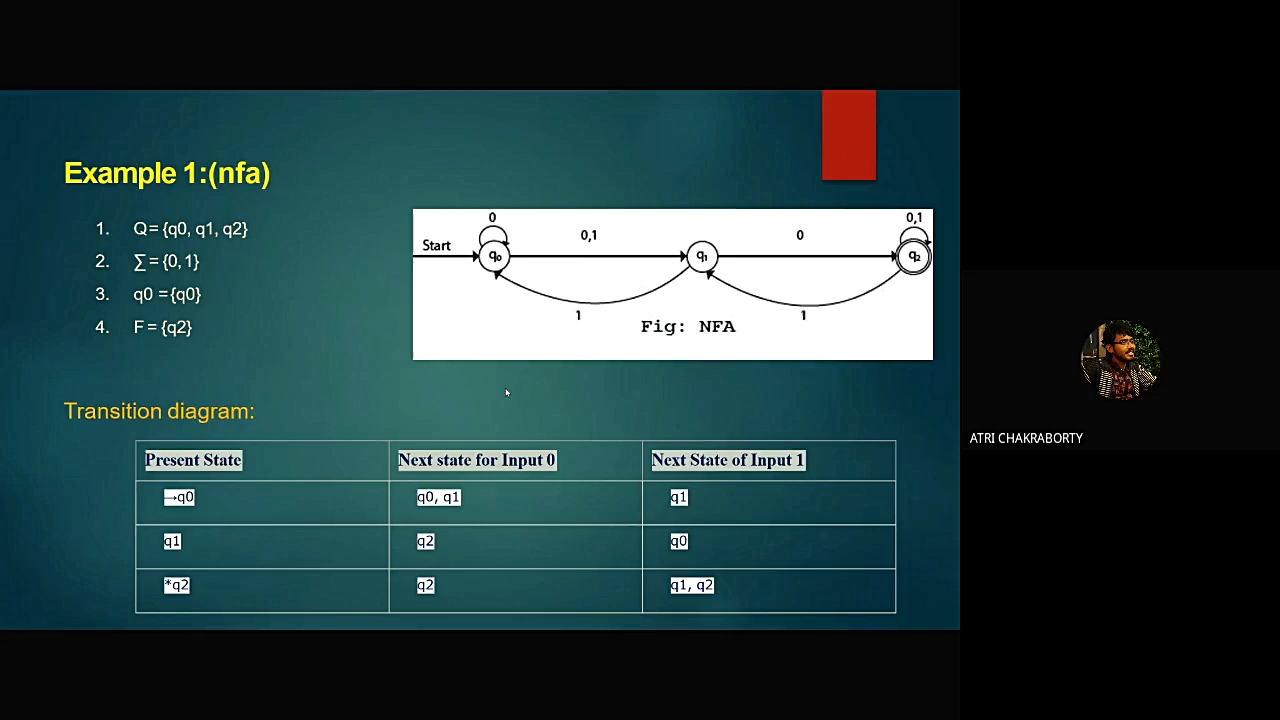 Example 1:(nfa)
1. Q= {q0, q1, q2}
2. ∑= {0, 1}
3. q0 ={q0}
4. F= {q2}
0
0,1
0,1
0
Start
q₀
q₁
q₂
1
1
Fig: NFA
Transition diagram:
Present State Next state for Input 0 Next State of Input 1
→q0 q0, q1 q1
q1 q2 q0
*q2 q2 q1, q2
ATRI CHAKRABORTY